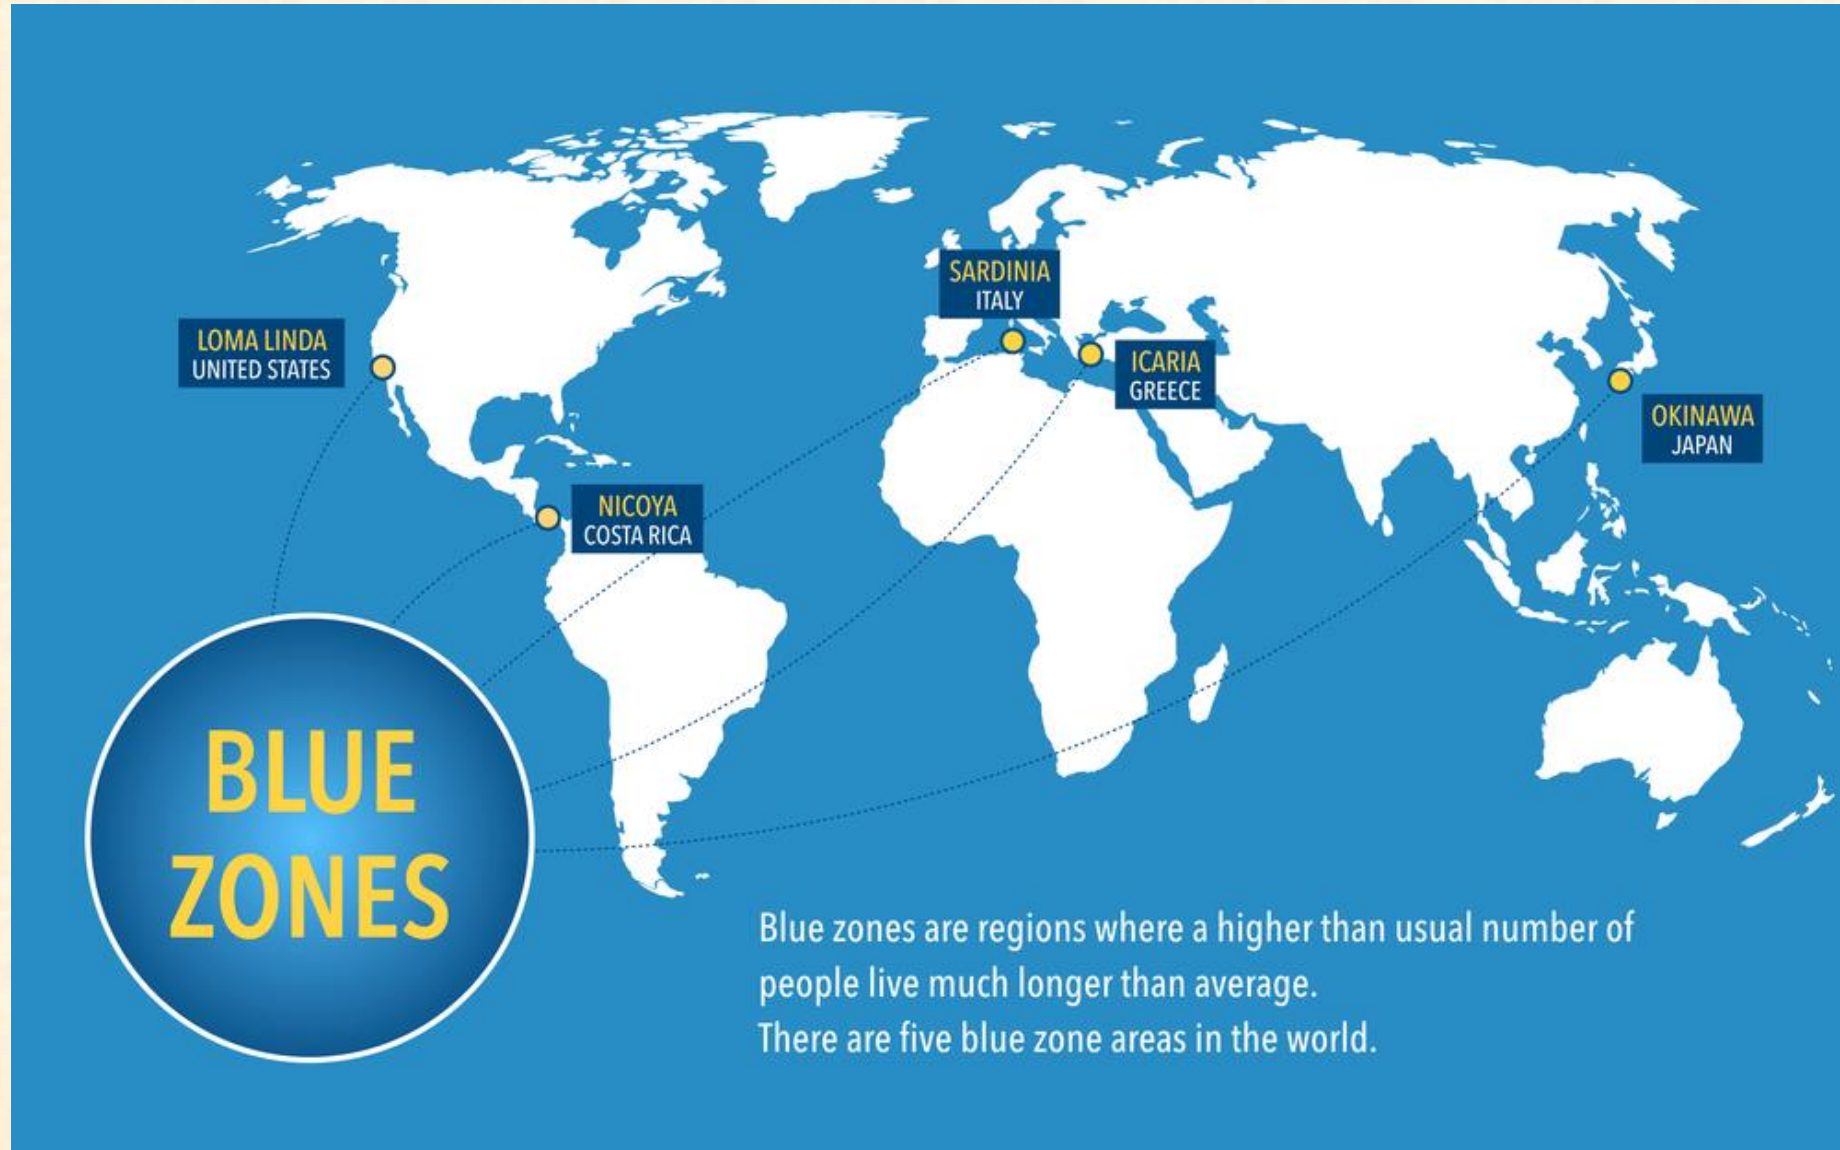 SARDINIA
ITALY
LOMA LINDA
UNITED STATES
ICARIA
GREECE
OKINAWA
JAPAN
NICOYA
COSTA RICA
BLUE
ZONES
Blue zones are regions where a higher than usual number of
people live much longer than average.
There are five blue zone areas in the world.